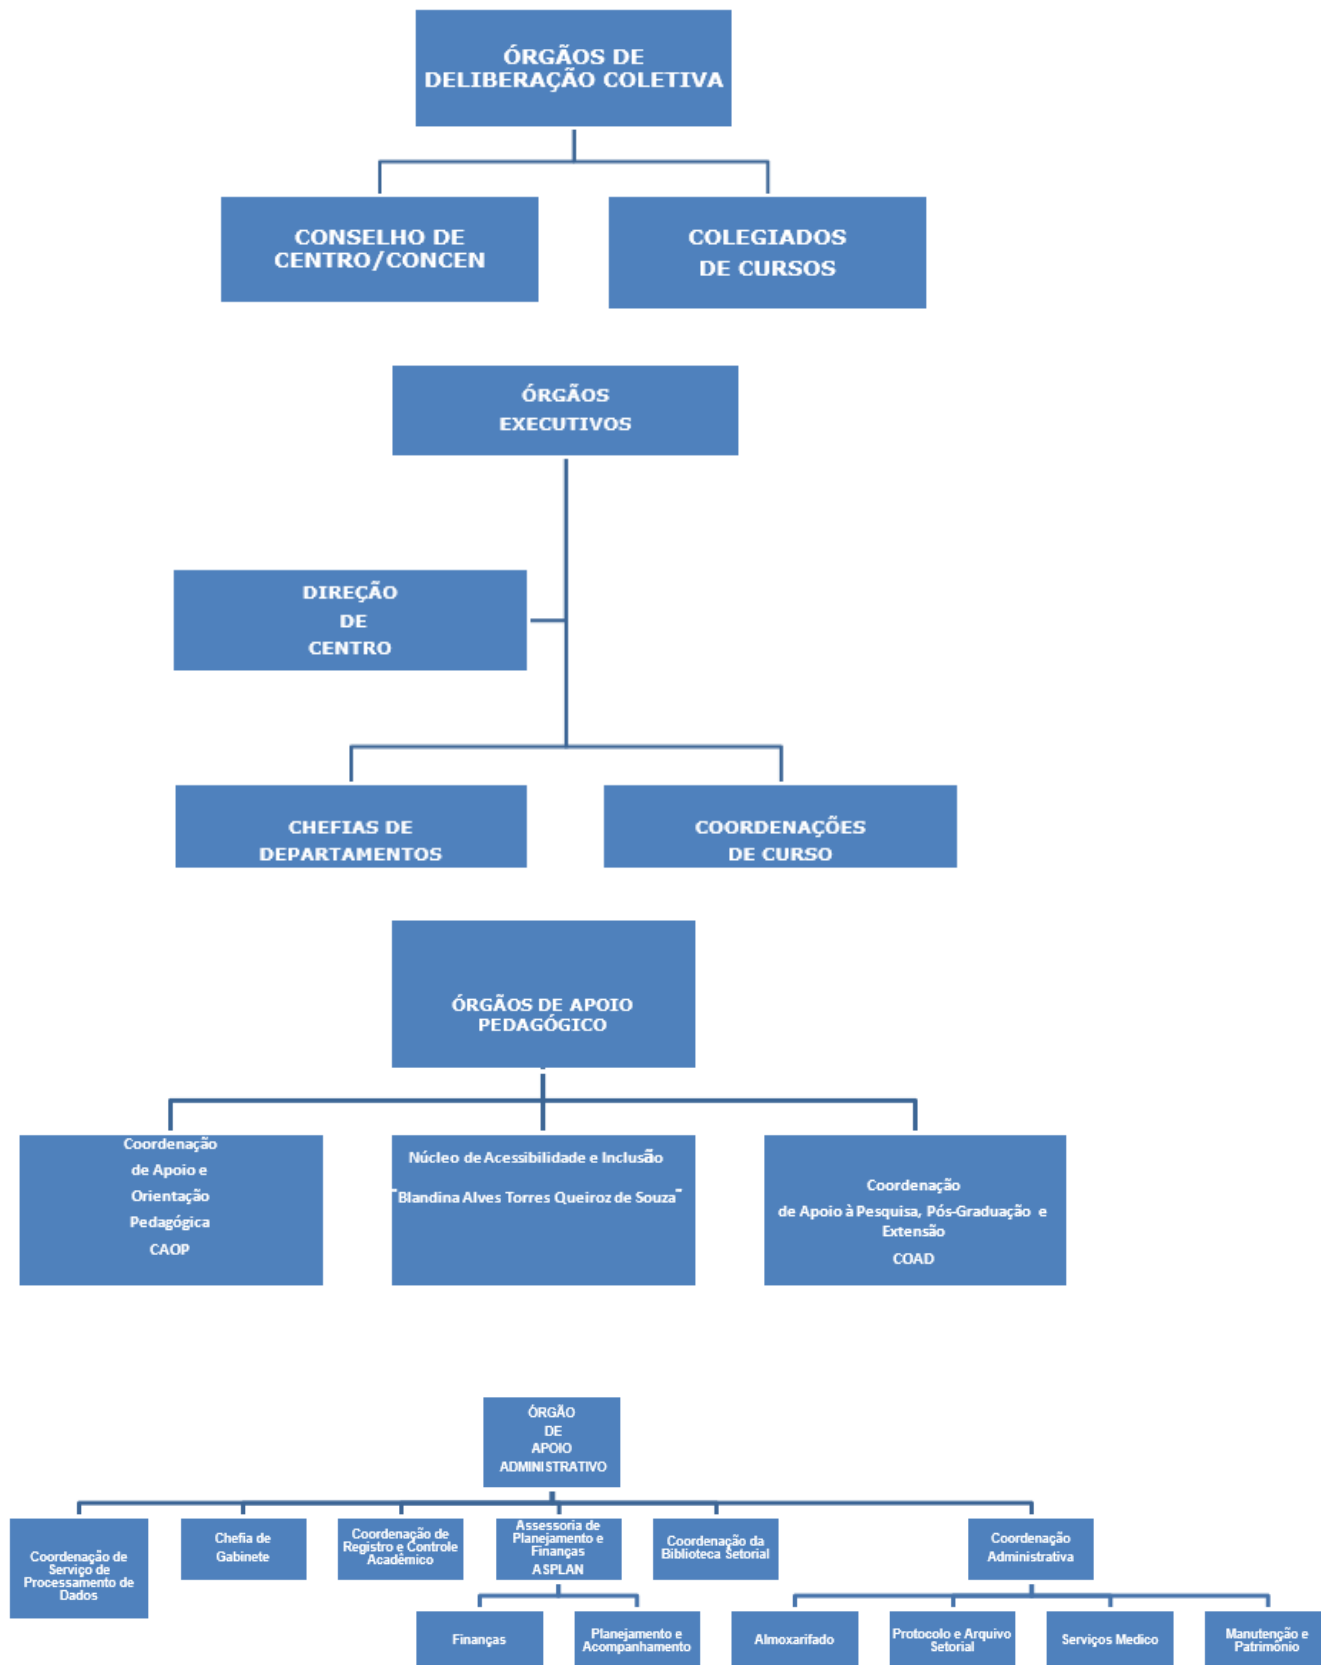 ÓRGÃOS DE
DELIBERAÇÃO COLETIVA
CONSELHO DE
CENTRO/CONCEN
COLEGIADOS
DE CURSOS
ÓRGÃOS
EXECUTIVOS
DIREÇÃO
DE
CENTRO
CHEFIAS DE
DEPARTAMENTOS
COORDENAÇÕES
DE CURSO
ÓRGÃOS DE APOIO
PEDAGÓGICO
Coordenação
de Apoio e
Orientação
Pedagógica
CAOP
Núcleo de Acessibilidade e Inclusão
"Blandina Alves Torres Queiroz de Souza"
Coordenação
de Apoio à Pesquisa, Pós-Graduação e
Extensão
COAD
ÓRGÃO
DE
APOIO
ADMINISTRATIVO
Coordenação de
Serviço de
Processamento de
Dados
Chefia de
Gabinete
Coordenação de
Registro e Controle
Acadêmico
Assessoria de
Planejamento e
Finanças
ASPLAN
Coordenação da
Biblioteca Setorial
Coordenação
Administrativa
Finanças
Planejamento e
Acompanhamento
Almoxarifado
Protocolo e Arquivo
Setorial
Serviços Medico
Manutenção e
Patrimônio